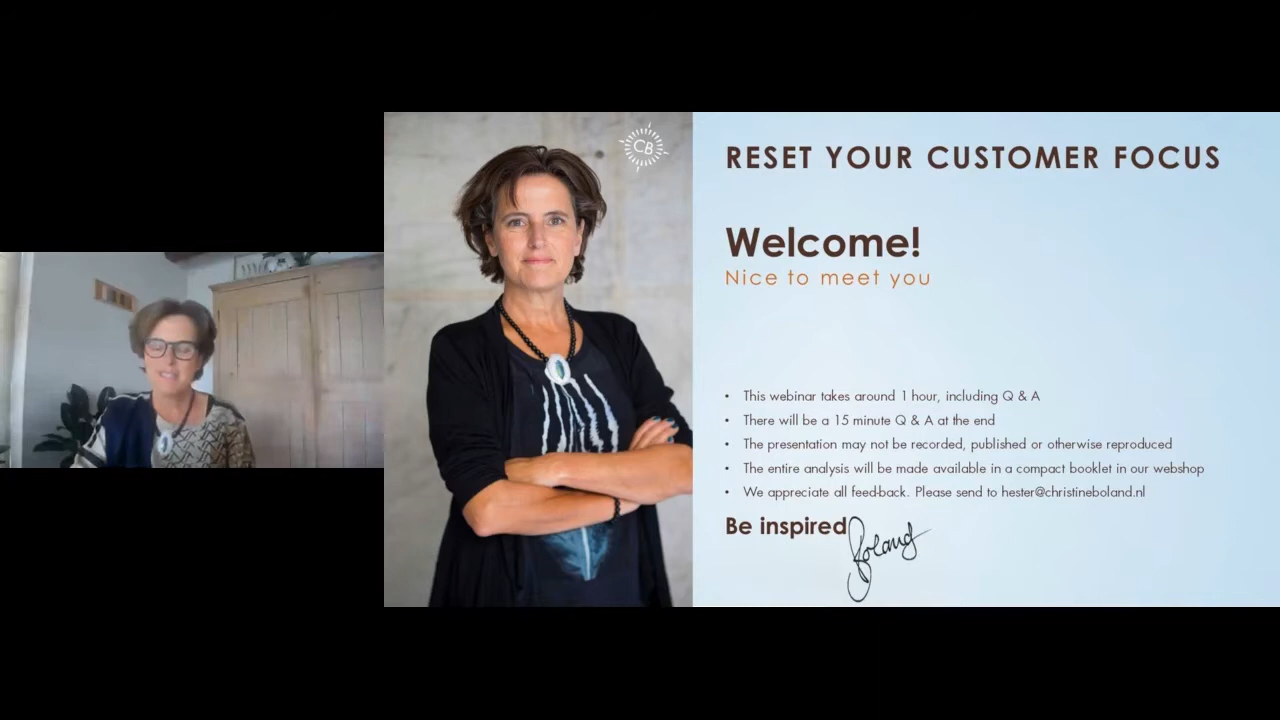 CB
RESET YOUR CUSTOMER FOCUS
Welcome!
Nice to meet you
• This webinar takes around 1 hour, including Q & A
• There will be a 15 minute Q & A at the end
• The presentation may not be recorded, published or otherwise reproduced
• The entire analysis will be made available in a compact booklet in our webshop
• We appreciate all feed-back. Please send to hester@christineboland.nl
Be inspired
Boland